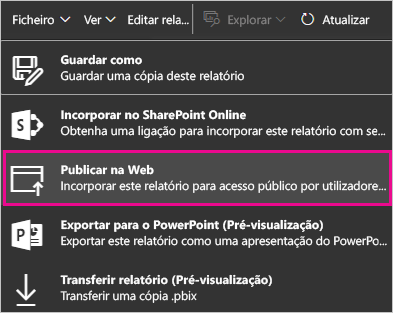 Ficheiro Ver Editar rela... Explorar Atualizar
Guardar como
Guardar uma cópia deste relatório
Incorporar no SharePoint Online
Obtenha uma ligação para incorporar este relatório com se...
Publicar na Web
Incorporar este relatório para acesso público por utilizadore...
Exportar para o PowerPoint (Pré-visualização)
Exportar este relatório como uma apresentação do PowerPo...
Transferir relatório (Pré-visualização)
Transferir uma cópia .pbix